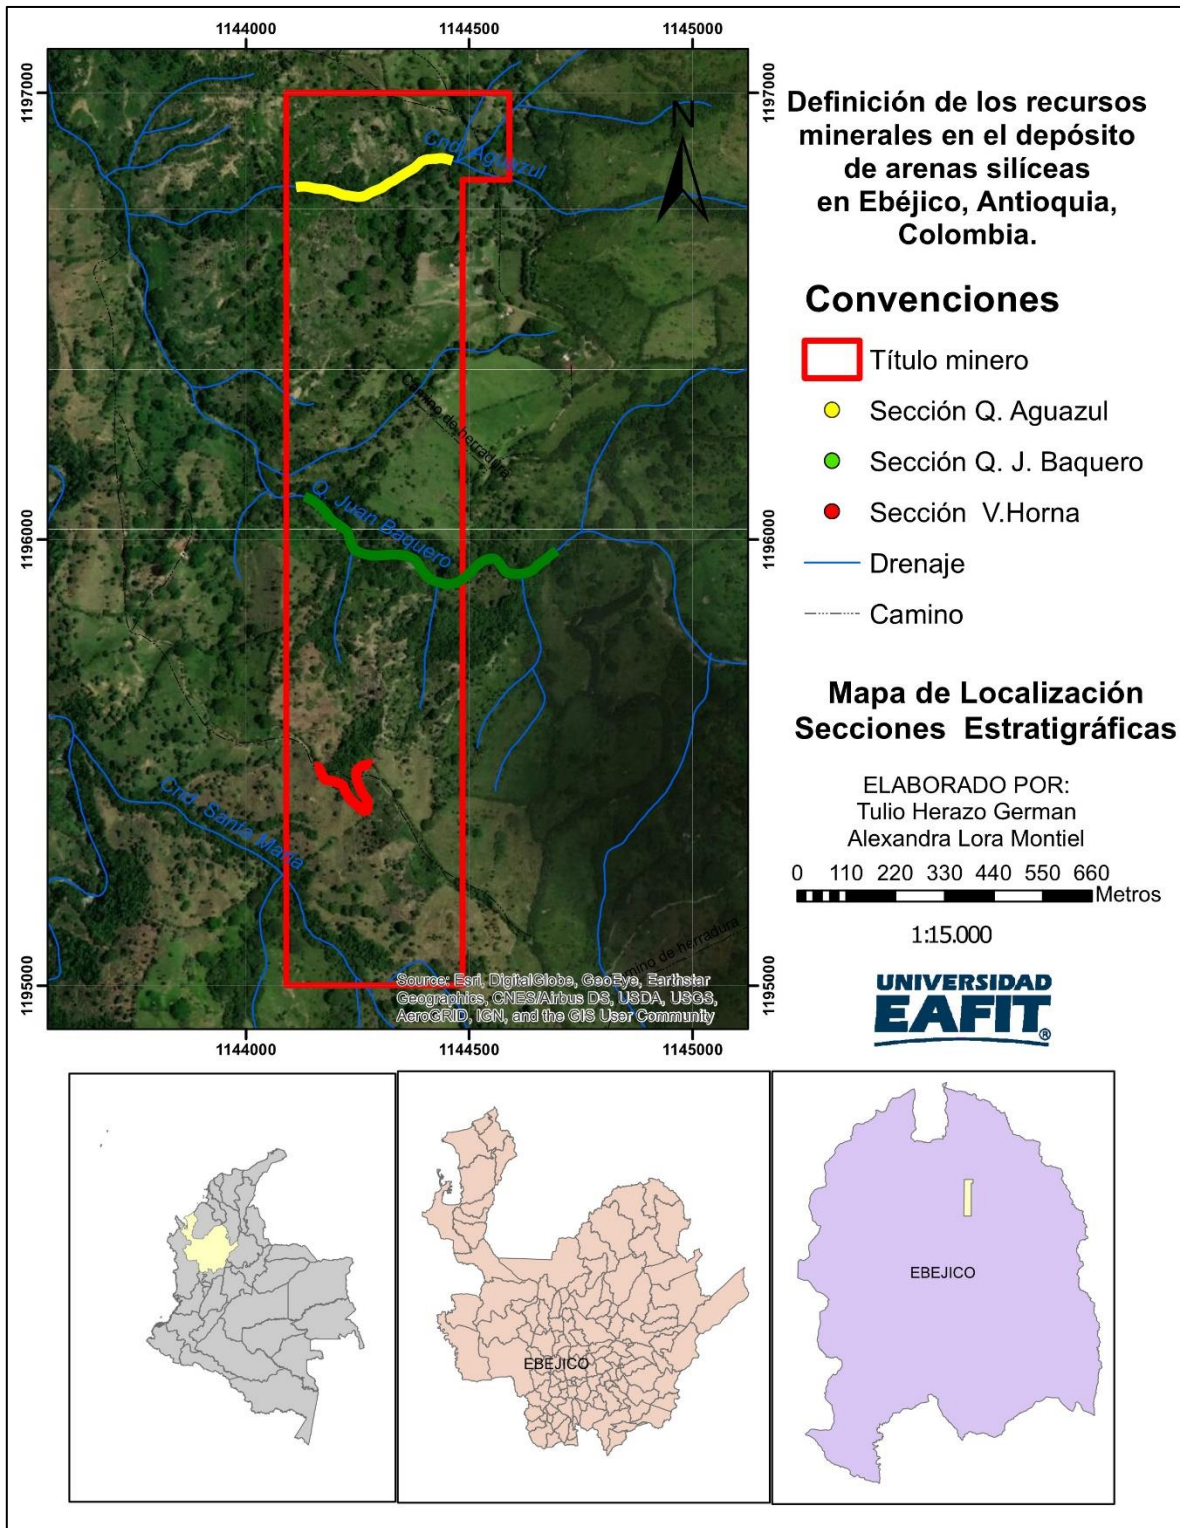 1144000
1144500
1145000
1197000
1197000
N
Cnd. Aguazul
Camino de herradura
Q. Juan Baquero
1196000
1196000
Cnd. Santa Maria
Camino de herradura
1195000
1195000
Source: Esri, DigitalGlobe, GeoEye, Earthstar
Geographics, CNES/Airbus DS, USDA, USGS,
AeroGRID, IGN, and the GIS User Community
1144000
1144500
1145000
Definición de los recursos
minerales en el depósito
de arenas silíceas
en Ebéjico, Antioquia,
Colombia.
Convenciones
Título minero
Sección Q. Aguazul
Sección Q. J. Baquero
Sección V.Horna
Drenaje
Camino
Mapa de Localización
Secciones Estratigráficas
ELABORADO POR:
Tulio Herazo German
Alexandra Lora Montiel
0 110 220 330 440 550 660
Metros
1:15.000
UNIVERSIDAD
EAFIT®
EBEJICO
EBEJICO